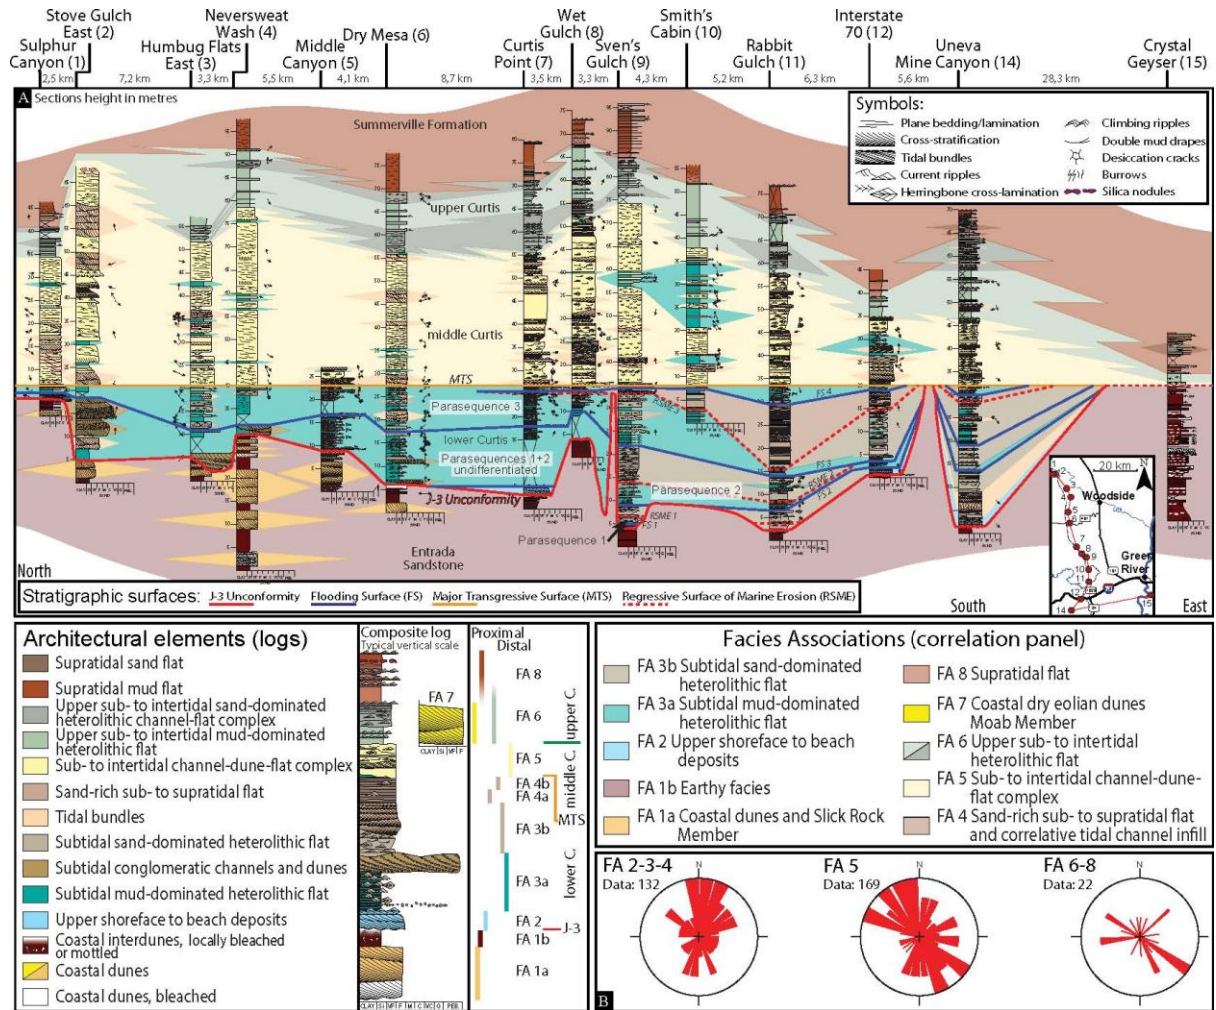 Stove Gulch East (2)
Neversweat Wash (4)
Wet Gulch (8)
Smith's Cabin (10)
Interstate 70 (12)
Sulphur Canyon (1)
Humbug Flats East (3)
Middle Canyon (5)
Dry Mesa (6)
Curtis Point (7)
Sven's Gulch (9)
Rabbit Gulch (11)
Uneva Mine Canyon (14)
Crystal Geyser (15)
2,5 km 7,2 km 3,3 km 5,5 km 4,1 km 8,7 km 3,5 km 3,3 km 4,3 km 5,2 km 6,3 km 5,6 km 28,3 km
A Sections height in metres
Summerville Formation
upper Curtis
middle Curtis
MTS
Parasequence 3
lower Curtis
Parasequences 1+2
undifferentiated
J-3 Unconformity
Parasequence 2
Parasequence 1
RSME 1
FS 1
FS 2
FS 3
FS 4
Entrada
Sandstone
North
South
East
Symbols:
Plane bedding/lamination
Cross-stratification
Tidal bundles
Current ripples
Herringbone cross-lamination
Climbing ripples
Double mud drapes
Desiccation cracks
Burrows
Silica nodules
20 km N
Woodside
Green
River
Stratigraphic surfaces: J-3 Unconformity Flooding Surface (FS) Major Transgressive Surface (MTS) Regressive Surface of Marine Erosion (RSME)
Architectural elements (logs)
Supratidal sand flat
Supratidal mud flat
Upper sub- to intertidal sand-dominated
heterolithic channel-flat complex
Upper sub- to intertidal mud-dominated
heterolithic flat
Sub- to intertidal channel-dune-flat complex
Sand-rich sub- to supratidal flat
Tidal bundles
Subtidal sand-dominated heterolithic flat
Subtidal conglomeratic channels and dunes
Subtidal mud-dominated heterolithic flat
Upper shoreface to beach deposits
Coastal interdunes, locally bleached
or mottled
Coastal dunes
Coastal dunes, bleached
Composite log
Typical vertical scale
FA 7
CLAY SI VF F
CLAY SI VF F M C VC G PEB.
Proximal
Distal
FA 8
FA 6
FA 5
FA 4b
FA 4a
FA 3b
FA 3a
FA 2
FA 1b
FA 1a
upper C.
middle C.
MTS
lower C.
J-3
Facies Associations (correlation panel)
FA 3b Subtidal sand-dominated
heterolithic flat
FA 3a Subtidal mud-dominated
heterolithic flat
FA 2 Upper shoreface to beach
deposits
FA 1b Earthy facies
FA 1a Coastal dunes and Slick Rock
Member
FA 8 Supratidal flat
FA 7 Coastal dry eolian dunes
Moab Member
FA 6 Upper sub- to intertidal
heterolithic flat
FA 5 Sub- to intertidal channel-dune-
flat complex
FA 4 Sand-rich sub- to supratidal flat
and correlative tidal channel infill
FA 2-3-4
Data: 132
N
FA 5
Data: 169
N
FA 6-8
Data: 22
N
B